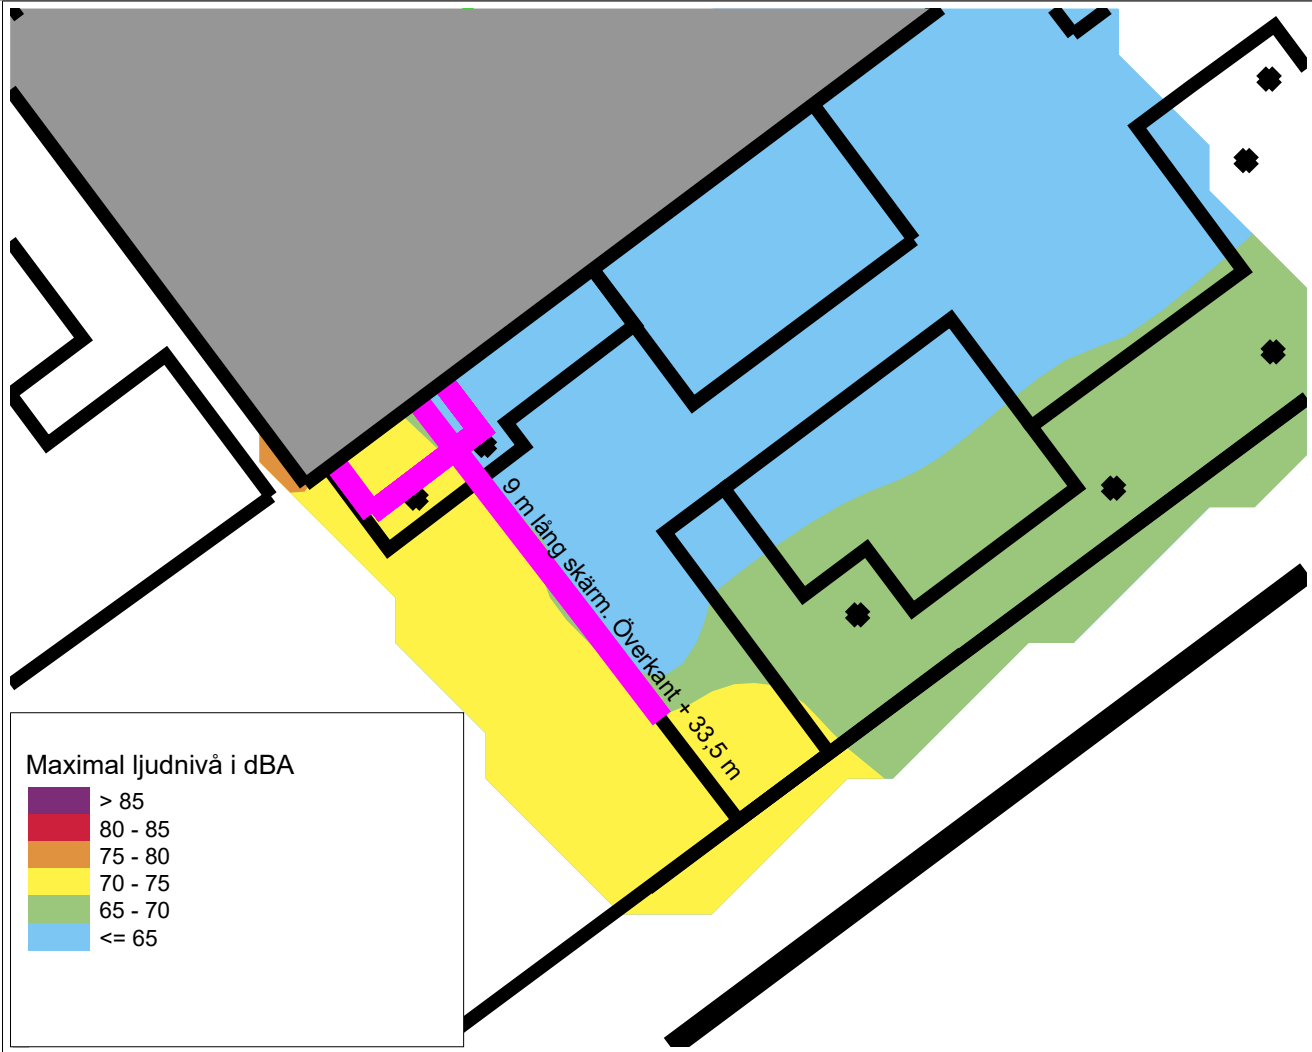 9 m lång skärm. Överkant + 33,5 m
Maximal ljudnivå i dBA
> 85
80 - 85
75 - 80
70 - 75
65 - 70
<= 65